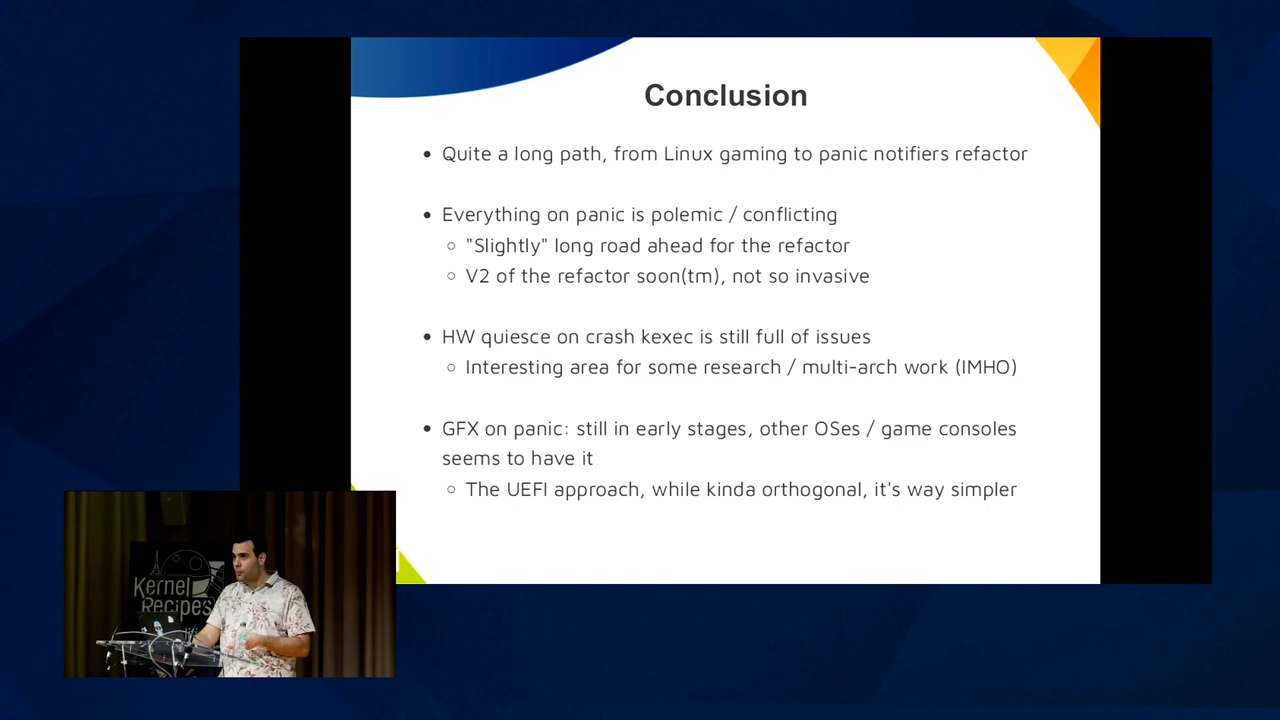 Conclusion
• Quite a long path, from Linux gaming to panic notifiers refactor
• Everything on panic is polemic / conflicting
○ "Slightly" long road ahead for the refactor
○ V2 of the refactor soon(tm), not so invasive
• HW quiesce on crash kexec is still full of issues
○ Interesting area for some research / multi-arch work (IMHO)
• GFX on panic: still in early stages, other OSes / game consoles
seems to have it
○ The UEFI approach, while kinda orthogonal, it's way simpler
Kernel
Recipes